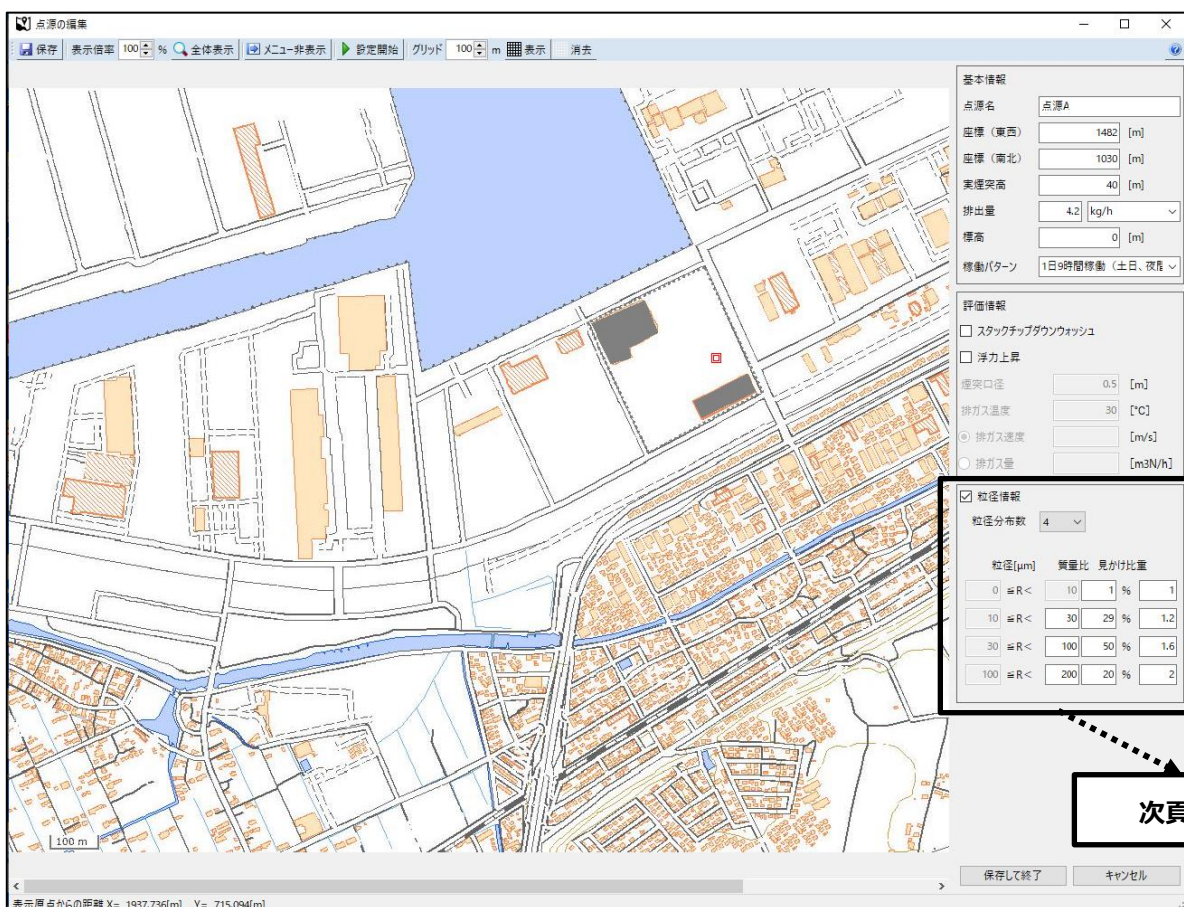 点源の編集
保存 表示倍率 100 % 全体表示 メニュー非表示 設定開始 グリッド 100 m 表示 消去
基本情報
点源名 点源A
座標（東西） 1482 [m]
座標（南北） 1030 [m]
実煙突高 40 [m]
排出量 4.2 kg/h
標高 0 [m]
稼働パターン 1日9時間稼働（土日、夜間
評価情報
スタックチップダウンウォッシュ
浮力上昇
煙突口径 0.5 [m]
排ガス温度 30 [℃]
排ガス速度 [m/s]
排ガス量 [m3N/h]
粒径情報
粒径分布数 4
粒径[μm] 質量比 見かけ比重
0 ≦R< 10 1 % 1
10 ≦R< 30 29 % 1.2
30 ≦R< 100 50 % 1.6
100 ≦R< 200 20 % 2
次頁
100 m
保存して終了 キャンセル
表示原点からの距離 X= 1937.736[m] Y= 715.094[m]